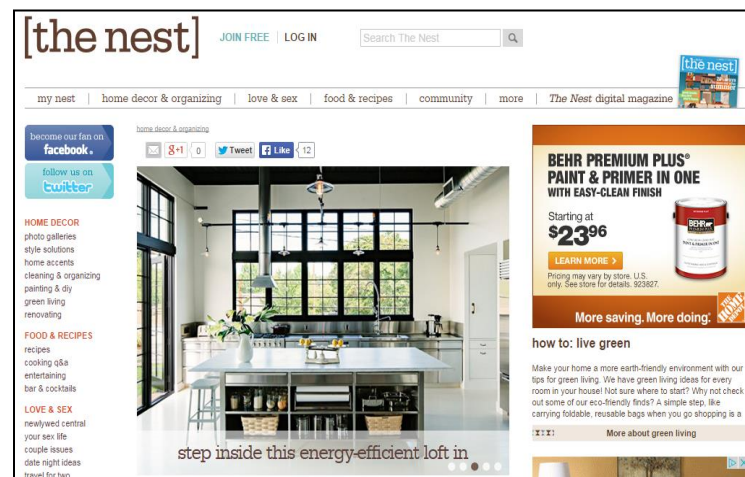 [the nest]
JOIN FREE | LOG IN
Search The Nest
[the nest]
my nest | home decor & organizing | love & sex | food & recipes | community | more | The Nest digital magazine
become our fan on
facebook.
follow us on
twitter
HOME DECOR
photo galleries
style solutions
home accents
cleaning & organizing
painting & diy
green living
renovating
FOOD & RECIPES
recipes
cooking q&a
entertaining
bar & cocktails
LOVE & SEX
newlywed central
your sex life
couple issues
date night ideas
travel for two
home decor & organizing
g+1 0 Tweet f Like 12
step inside this energy-efficient loft in
BEHR PREMIUM PLUS®
PAINT & PRIMER IN ONE
WITH EASY-CLEAN FINISH
Starting at
$23⁹⁶
LEARN MORE >
Pricing may vary by store. U.S.
only. See store for details. 923827.
BEHR
THE HOME DEPOT
More saving. More doing.
how to: live green
Make your home a more earth-friendly environment with our
tips for green living. We have green living ideas for every
room in your house! Not sure where to start? Why not check
out some of our eco-friendly finds? A simple step, like
carrying foldable, reusable bags when you go shopping is a
More about green living